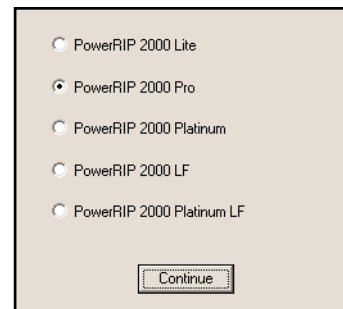 PowerRIP 2000 Lite
PowerRIP 2000 Pro
PowerRIP 2000 Platinum
PowerRIP 2000 LF
PowerRIP 2000 Platinum LF
Continue